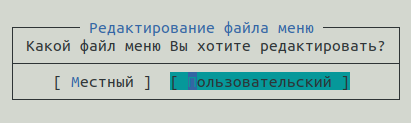 Редактирование файла меню
Какой файл меню Вы хотите редактировать?
[ Местный ] [ Пользовательский ]